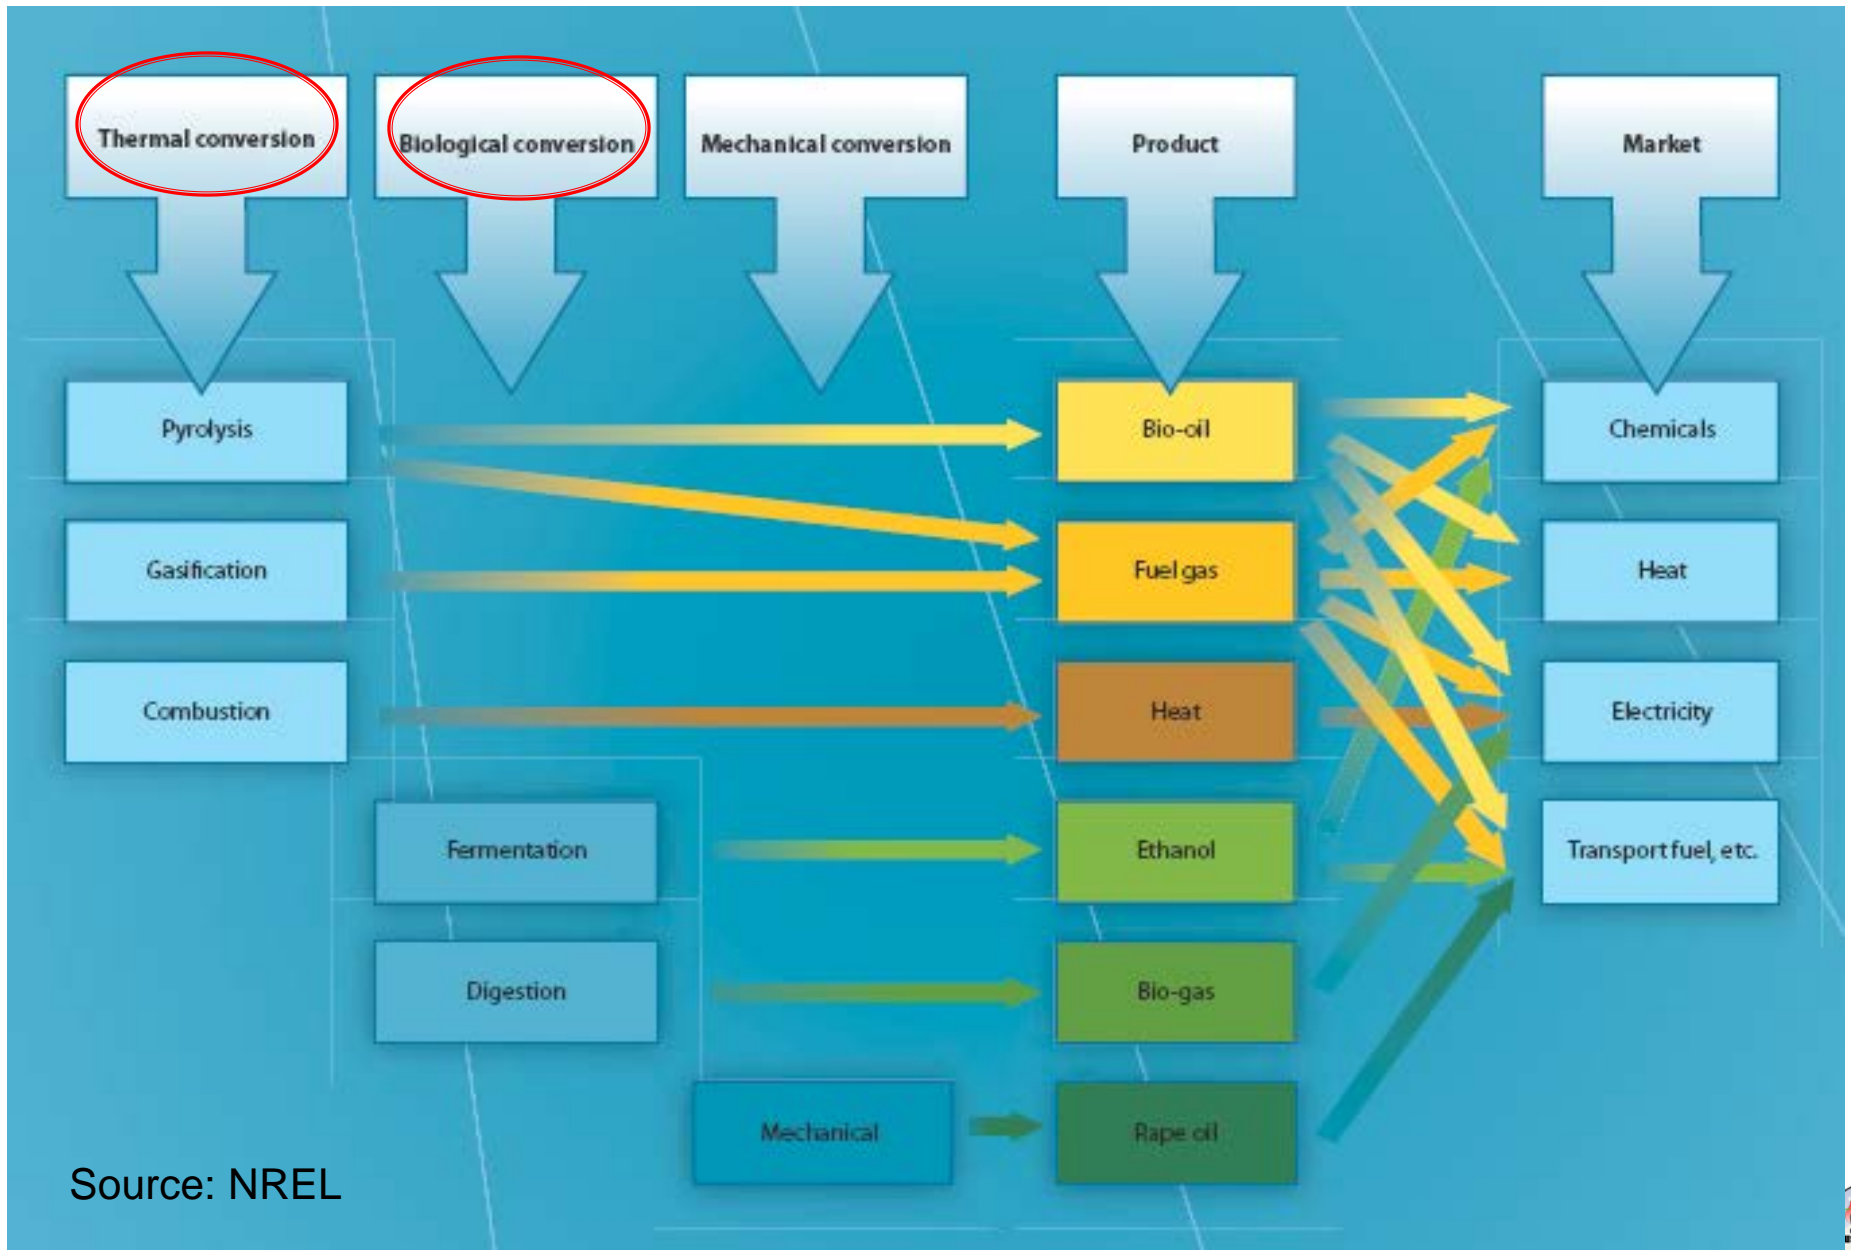 Thermal conversion
Biological conversion
Mechanical conversion
Product
Market
Pyrolysis
Bio-oil
Chemicals
Gasification
Fuel gas
Heat
Combustion
Heat
Electricity
Fermentation
Ethanol
Transport fuel, etc.
Digestion
Bio-gas
Mechanical
Rape oil
Source: NREL